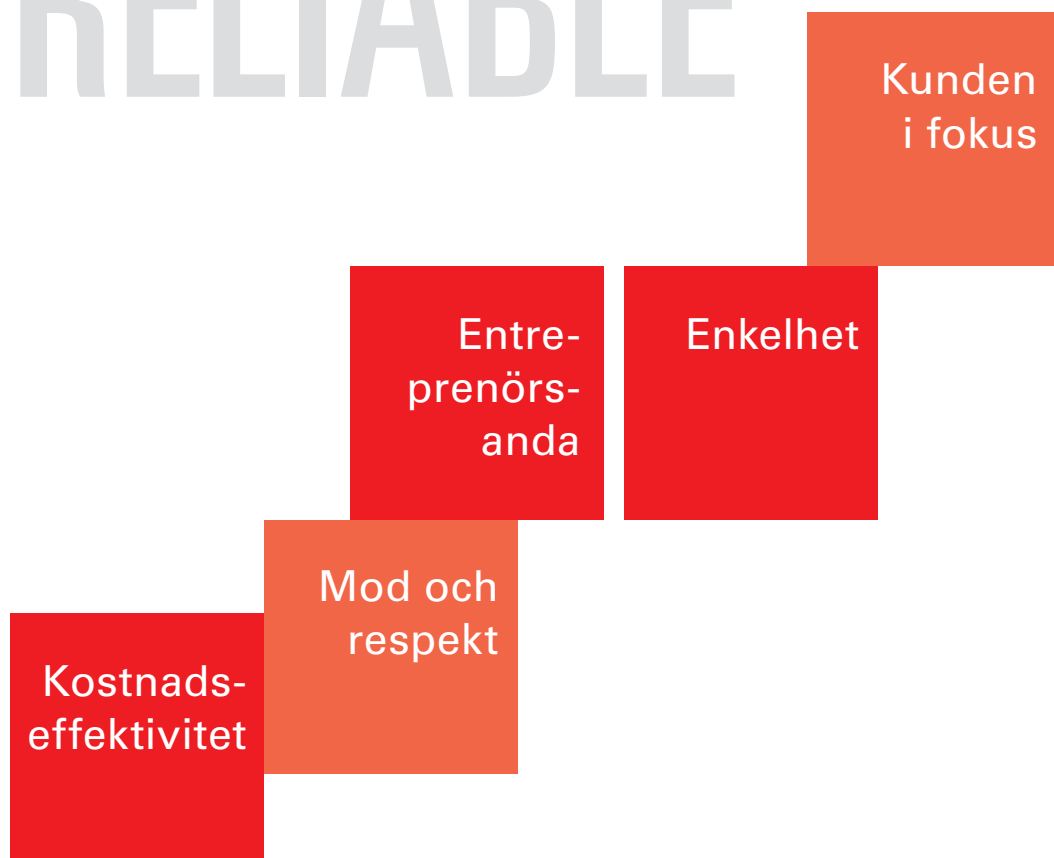 RELIABLE
Kunden
i fokus
Entre-
prenörs-
anda
Enkelhet
Mod och
respekt
Kostnads-
effektivitet